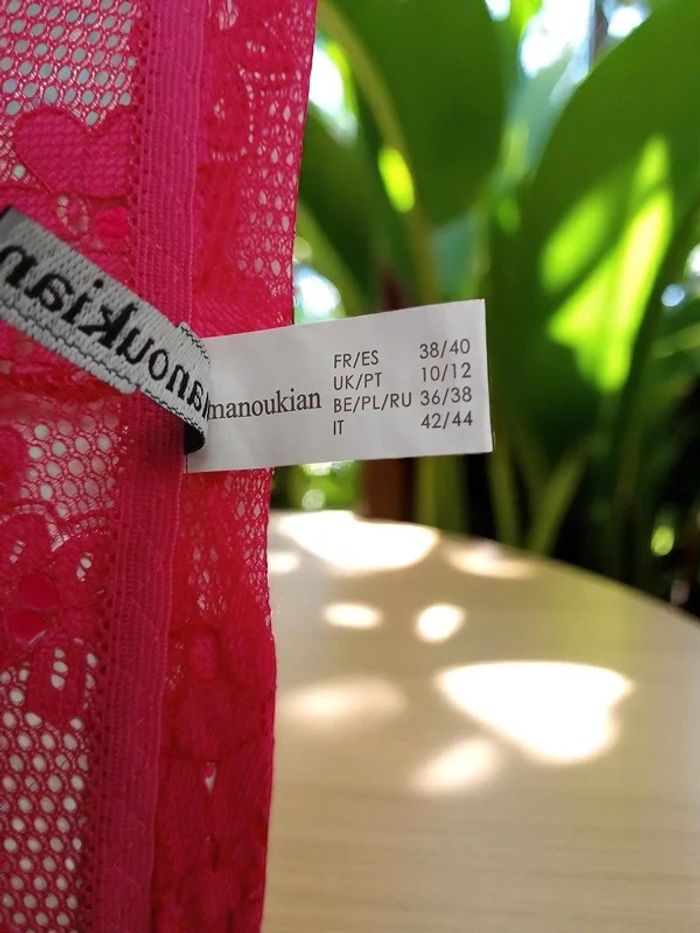 manoukian
manoukian
FR/ES 38/40
UK/PT 10/12
BE/PL/RU 36/38
IT 42/44